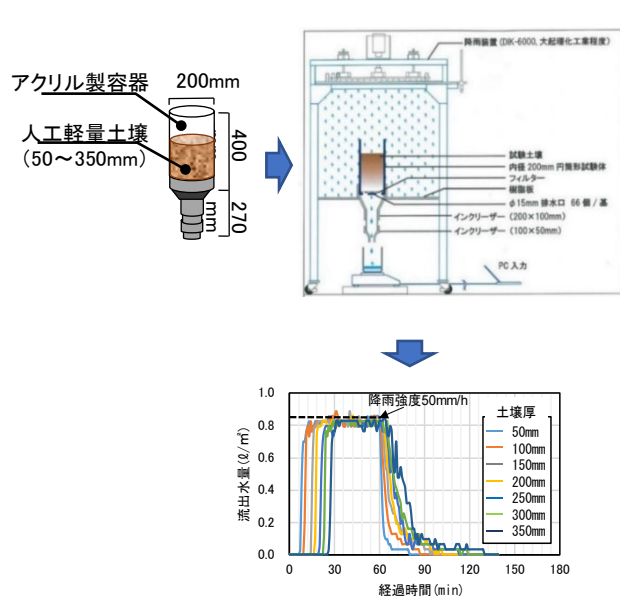 アクリル製容器
200mm
人工軽量土壌
(50～350mm)
400
270
mm
降雨装置(DIK-6000,大起理化工業程度)
試験土壌
内径 200mm 円筒形試験体
フィルター
樹脂板
φ15mm 排水口 66 個 / 基
インクリーザー (200×100mm)
インクリーザー (100×50mm)
PC 入力
降雨強度50mm/h
流出水量(ℓ/㎡)
1.0
0.8
0.6
0.4
0.2
0.0
0
30
60
90
120
150
180
経過時間(min)
土壌厚
50mm
100mm
150mm
200mm
250mm
300mm
350mm